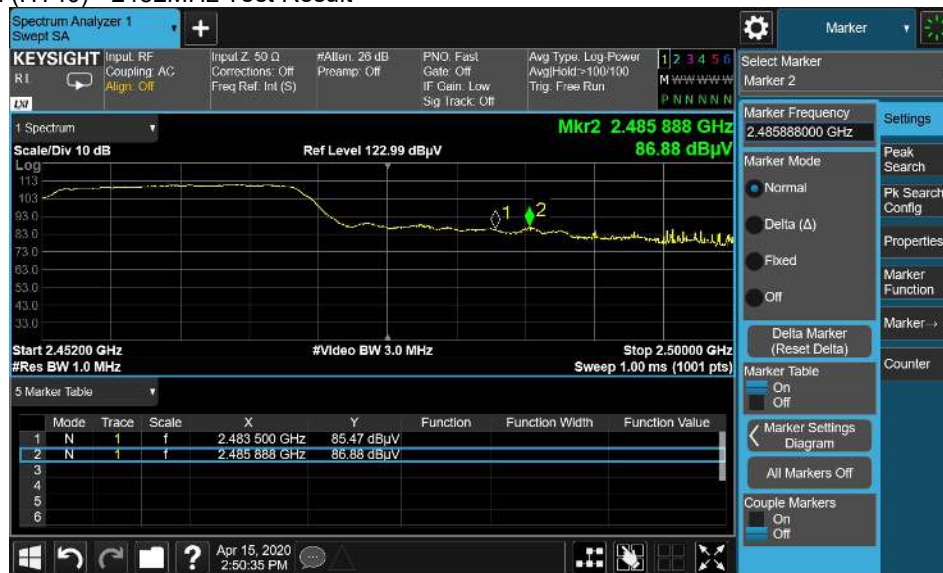 (HT40) - 2452MHz Test Result
Spectrum Analyzer 1
Swept SA
KEYSIGHT
RL
LXI
Input: RF
Coupling: AC
Align: Off
Input Z: 50 Ω
Corrections: Off
Freq Ref: Int (S)
#Atten: 26 dB
Preamp: Off
PNO: Fast
Gate: Off
IF Gain: Low
Sig Track: Off
Avg Type: Log-Power
Avg|Hold:>100/100
Trig: Free Run
1 2 3 4 5 6
M W W W W W
P N N N N N
1 Spectrum
Scale/Div 10 dB
Ref Level 122.99 dBµV
Mkr2 2.485 888 GHz
86.88 dBµV
Log
113
103
93.0
83.0
73.0
63.0
53.0
43.0
33.0
1
2
Start 2.45200 GHz
#Video BW 3.0 MHz
Stop 2.50000 GHz
#Res BW 1.0 MHz
Sweep 1.00 ms (1001 pts)
5 Marker Table
Mode Trace Scale X Y Function Function Width Function Value
1 N 1 f 2.483 500 GHz 85.47 dBµV
2 N 1 f 2.485 888 GHz 86.88 dBµV
3
4
5
6
?
Apr 15, 2020
2:50:35 PM
Marker
Select Marker
Marker 2
Marker Frequency
2.485888000 GHz
Marker Mode
Normal
Delta (Δ)
Fixed
Off
Delta Marker
(Reset Delta)
Marker Table
On
Off
Marker Settings
Diagram
All Markers Off
Couple Markers
On
Off
Settings
Peak
Search
Pk Search
Config
Properties
Marker
Function
Marker→
Counter